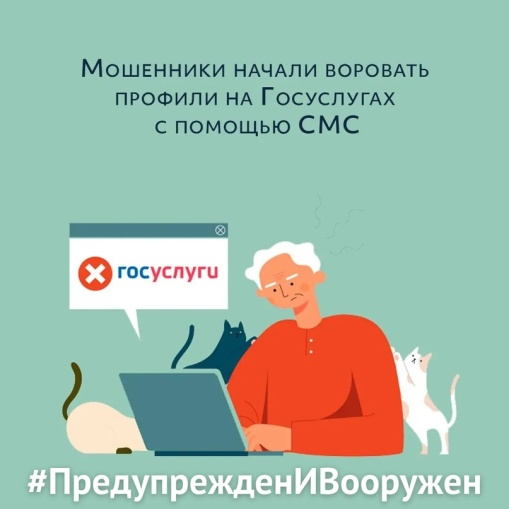 Мошенники начали воровать
профили на Госуслугах
с помощью СМС
госуслуги
#ПредупрежденИВооружен